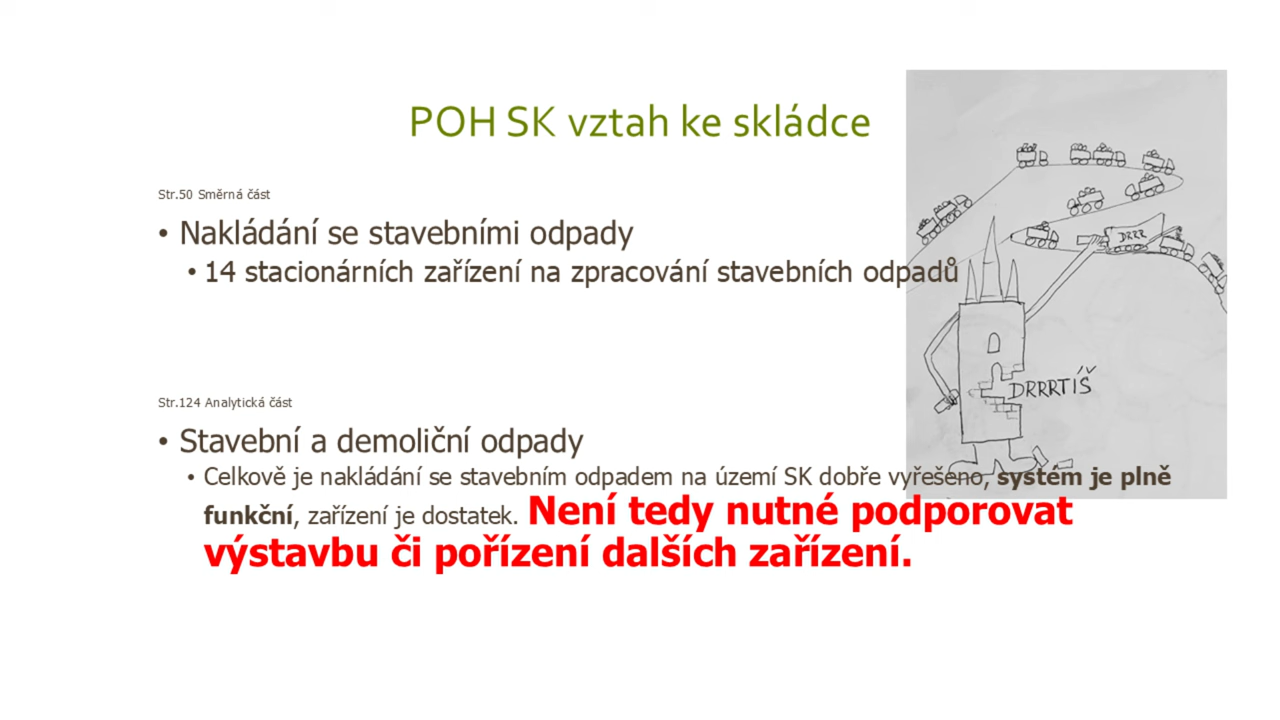 POH SK vztah ke skládce
Str.50 Směrná část
• Nakládání se stavebními odpady
• 14 stacionárních zařízení na zpracování stavebních odpadů
DRRR
DRRRTÍŠ
Str.124 Analytická část
• Stavební a demoliční odpady
• Celkově je nakládání se stavebním odpadem na území SK dobře vyřešeno, systém je plně
funkční, zařízení je dostatek. Není tedy nutné podporovat
výstavbu či pořízení dalších zařízení.